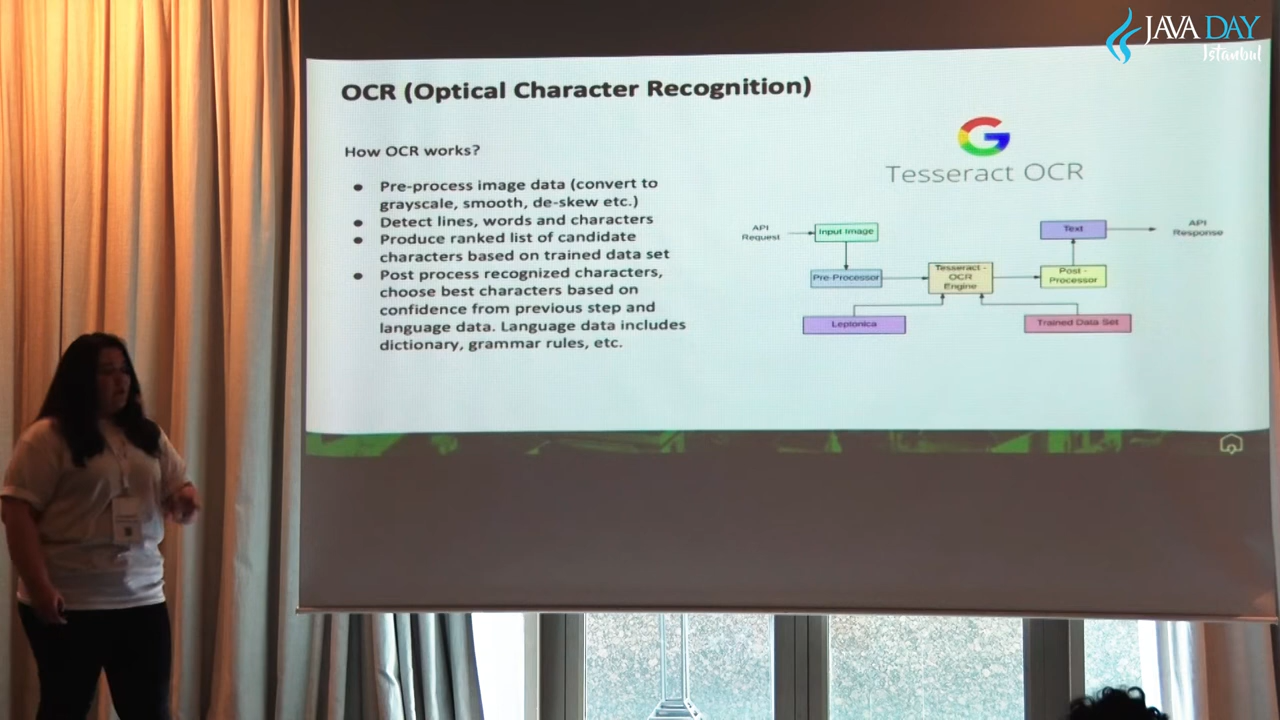 JAVA DAY
Istanbul
OCR (Optical Character Recognition)
How OCR works?
● Pre-process image data (convert to
grayscale, smooth, de-skew etc.)
● Detect lines, words and characters
● Produce ranked list of candidate
characters based on trained data set
● Post process recognized characters,
choose best characters based on
confidence from previous step and
language data. Language data includes
dictionary, grammar rules, etc.
G
Tesseract OCR
API
Request
Input Image
Text
API
Response
Pre-Processor
Tesseract -
OCR
Engine
Post -
Processor
Leptonica
Trained Data Set